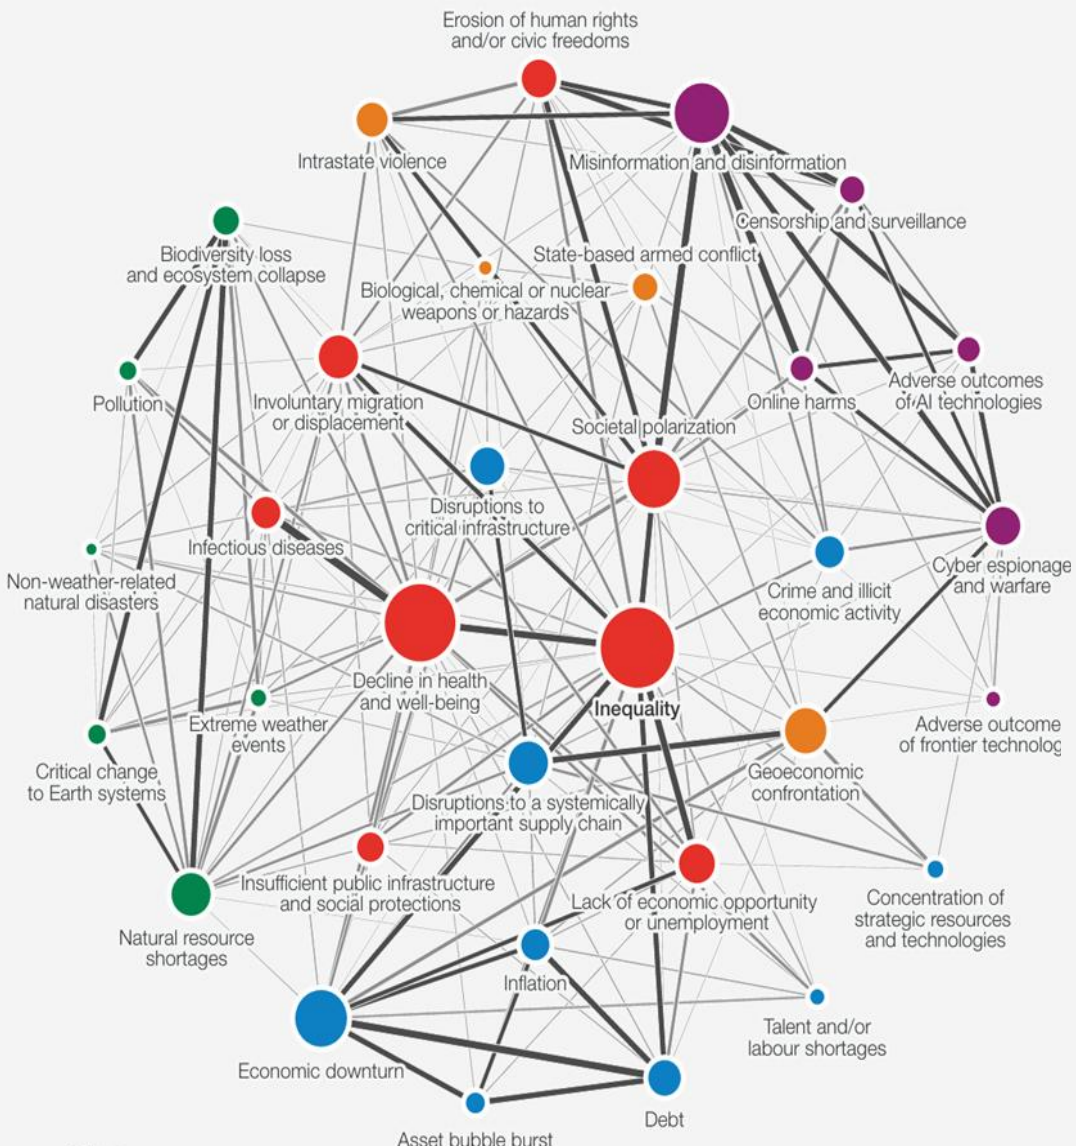 Erosion of human rights
and/or civic freedoms
Intrastate violence
Misinformation and disinformation
Censorship and surveillance
Biodiversity loss
and ecosystem collapse
State-based armed conflict
Biological, chemical or nuclear
weapons or hazards
Pollution
Involuntary migration
or displacement
Online harms
Adverse outcomes
of AI technologies
Societal polarization
Disruptions to
critical infrastructure
Infectious diseases
Non-weather-related
natural disasters
Crime and illicit
economic activity
Cyber espionage
and warfare
Decline in health
and well-being
Inequality
Extreme weather
events
Adverse outcome
of frontier technolog
Critical change
to Earth systems
Geoeconomic
confrontation
Disruptions to a systemically
important supply chain
Insufficient public infrastructure
and social protections
Lack of economic opportunity
or unemployment
Concentration of
strategic resources
and technologies
Natural resource
shortages
Inflation
Talent and/or
labour shortages
Economic downturn
Debt
Asset bubble burst